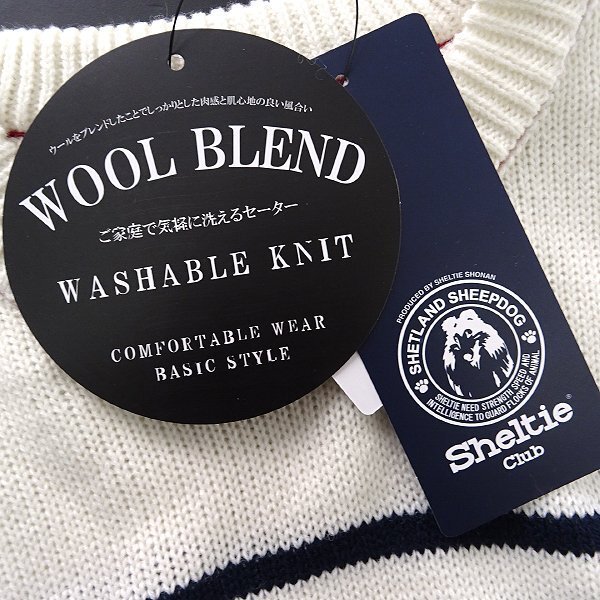 ウールをブレンドしたことでしっかりとした肉感と肌心地の良い風合い
WOOL BLEND
ご家庭で気軽に洗えるセーター
WASHABLE KNIT
COMFORTABLE WEAR
BASIC STYLE
PRODUCED BY SHELTIE SHONAN
SHETLAND SHEEPDOG
SHELTIE NEED STRENGTH SPEED AND
INTELLIGENCE TO GUARD FLOCKS OF ANIMAL
Sheltie®
Club